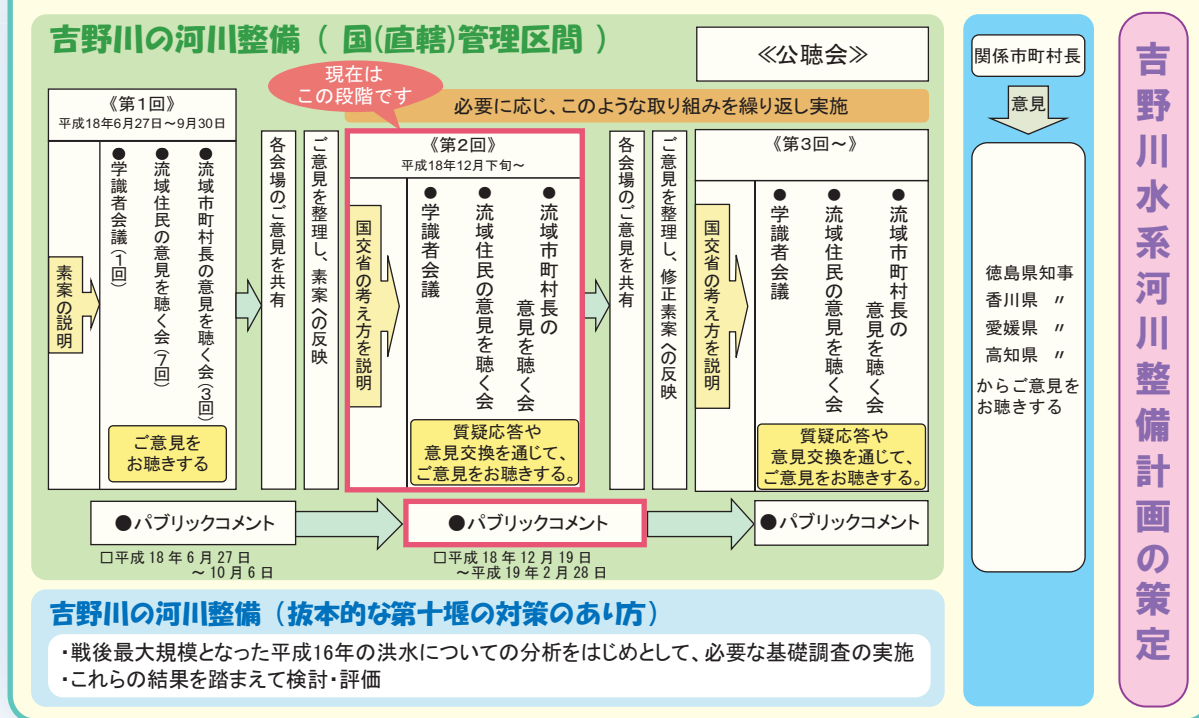 吉野川の河川整備（ 国(直轄)管理区間 ）
≪公聴会≫
現在は
この段階です
必要に応じ、このような取り組みを繰り返し実施
《第1回》
平成18年6月27日～9月30日
素案の説明
●学識者会議(1回)
●流域住民の意見を聴く会(7回)
●流域市町村長の意見を聴く会(3回)
ご意見を
お聴きする
各会場のご意見を共有
ご意見を整理し、素案への反映
《第2回》
平成18年12月下旬～
国交省の考え方を説明
●学識者会議
●流域住民の意見を聴く会
●流域市町村長の
意見を聴く会
質疑応答や
意見交換を通じて、
ご意見をお聴きする。
各会場のご意見を共有
ご意見を整理し、修正素案への反映
《第3回～》
国交省の考え方を説明
●学識者会議
●流域住民の意見を聴く会
●流域市町村長の
意見を聴く会
質疑応答や
意見交換を通じて、
ご意見をお聴きする。
●パブリックコメント
□平成18年6月27日
～10月6日
●パブリックコメント
□平成18年12月19日
～平成19年2月28日
●パブリックコメント
吉野川の河川整備（抜本的な第十堰の対策のあり方）
・戦後最大規模となった平成16年の洪水についての分析をはじめとして、必要な基礎調査の実施
・これらの結果を踏まえて検討・評価
関係市町村長
意見
徳島県知事
香川県 〃
愛媛県 〃
高知県 〃
からご意見を
お聴きする
吉野川水系河川整備計画の策定